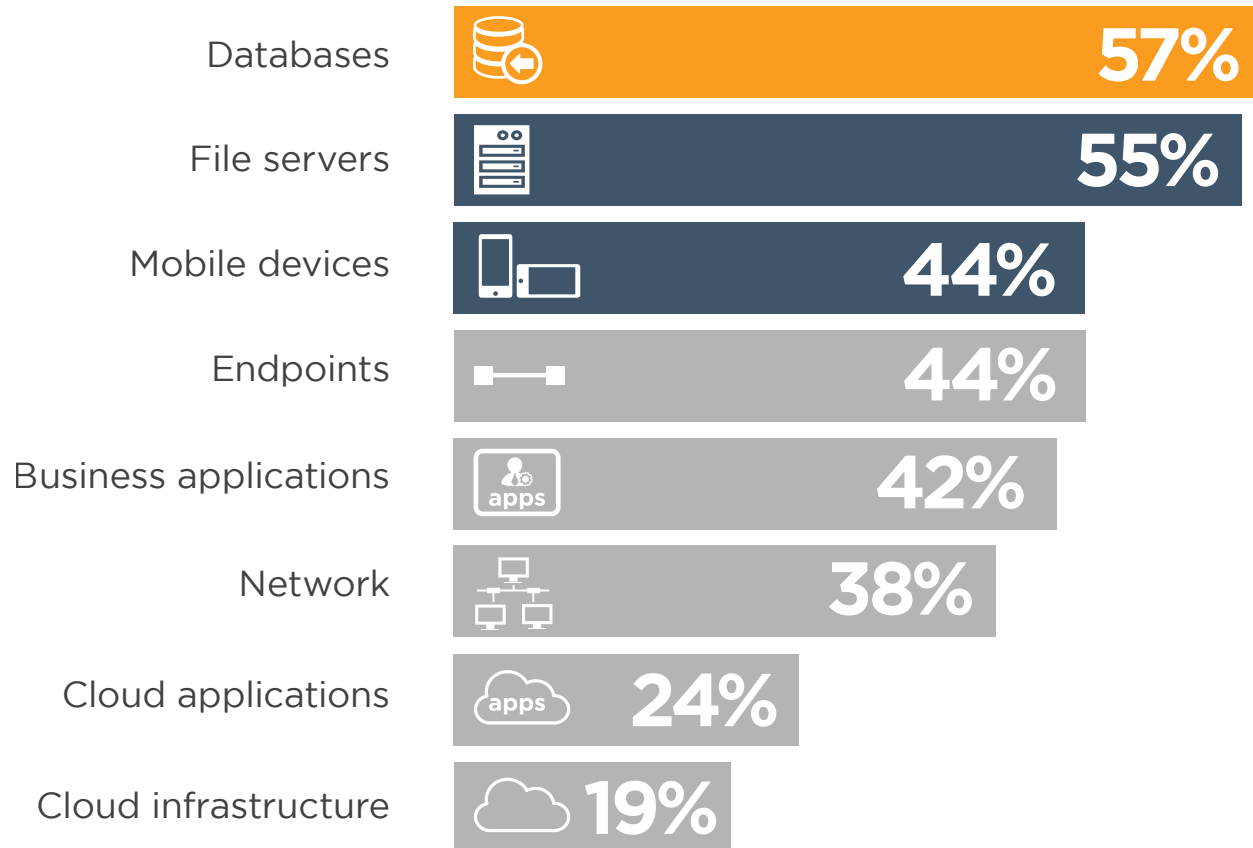 Databases 57%
File servers 55%
Mobile devices 44%
Endpoints 44%
Business applications apps 42%
Network 38%
Cloud applications apps 24%
Cloud infrastructure 19%